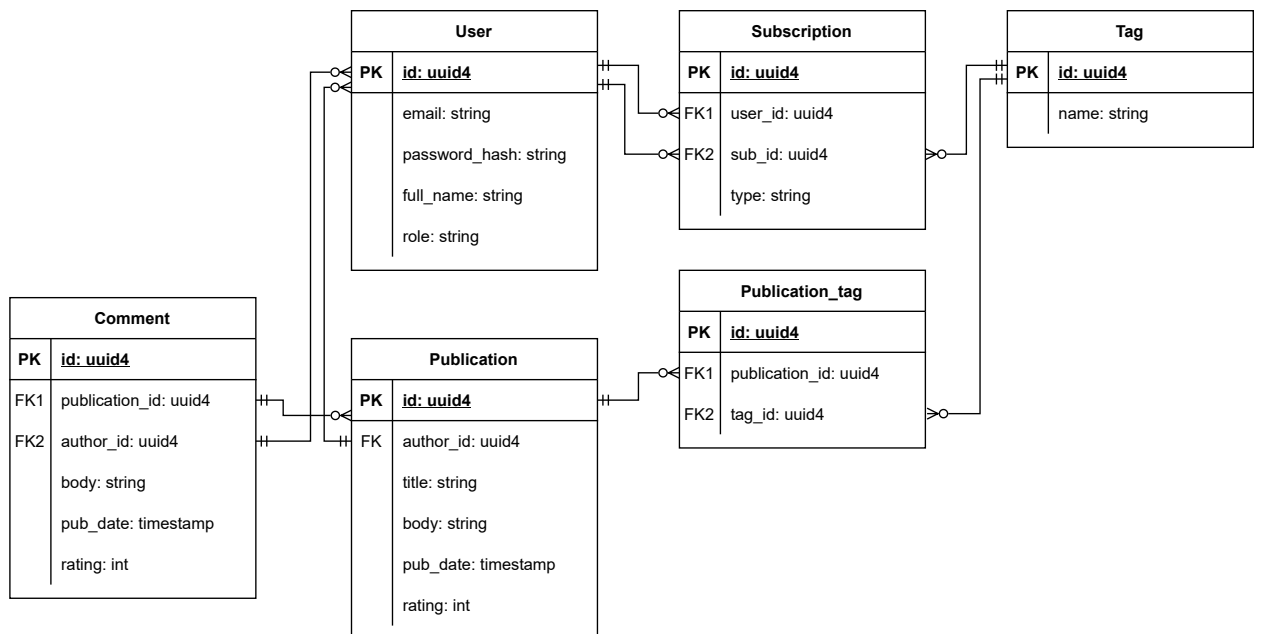 User
PK id: uuid4
email: string
password_hash: string
full_name: string
role: string
Subscription
PK id: uuid4
FK1 user_id: uuid4
FK2 sub_id: uuid4
type: string
Tag
PK id: uuid4
name: string
Comment
PK id: uuid4
FK1 publication_id: uuid4
FK2 author_id: uuid4
body: string
pub_date: timestamp
rating: int
Publication
PK id: uuid4
FK author_id: uuid4
title: string
body: string
pub_date: timestamp
rating: int
Publication_tag
PK id: uuid4
FK1 publication_id: uuid4
FK2 tag_id: uuid4